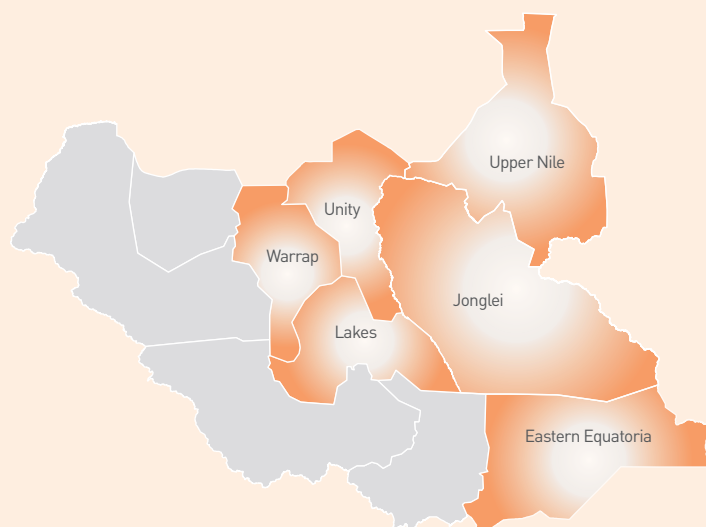 Upper Nile
Unity
Warrap
Jonglei
Lakes
Eastern Equatoria